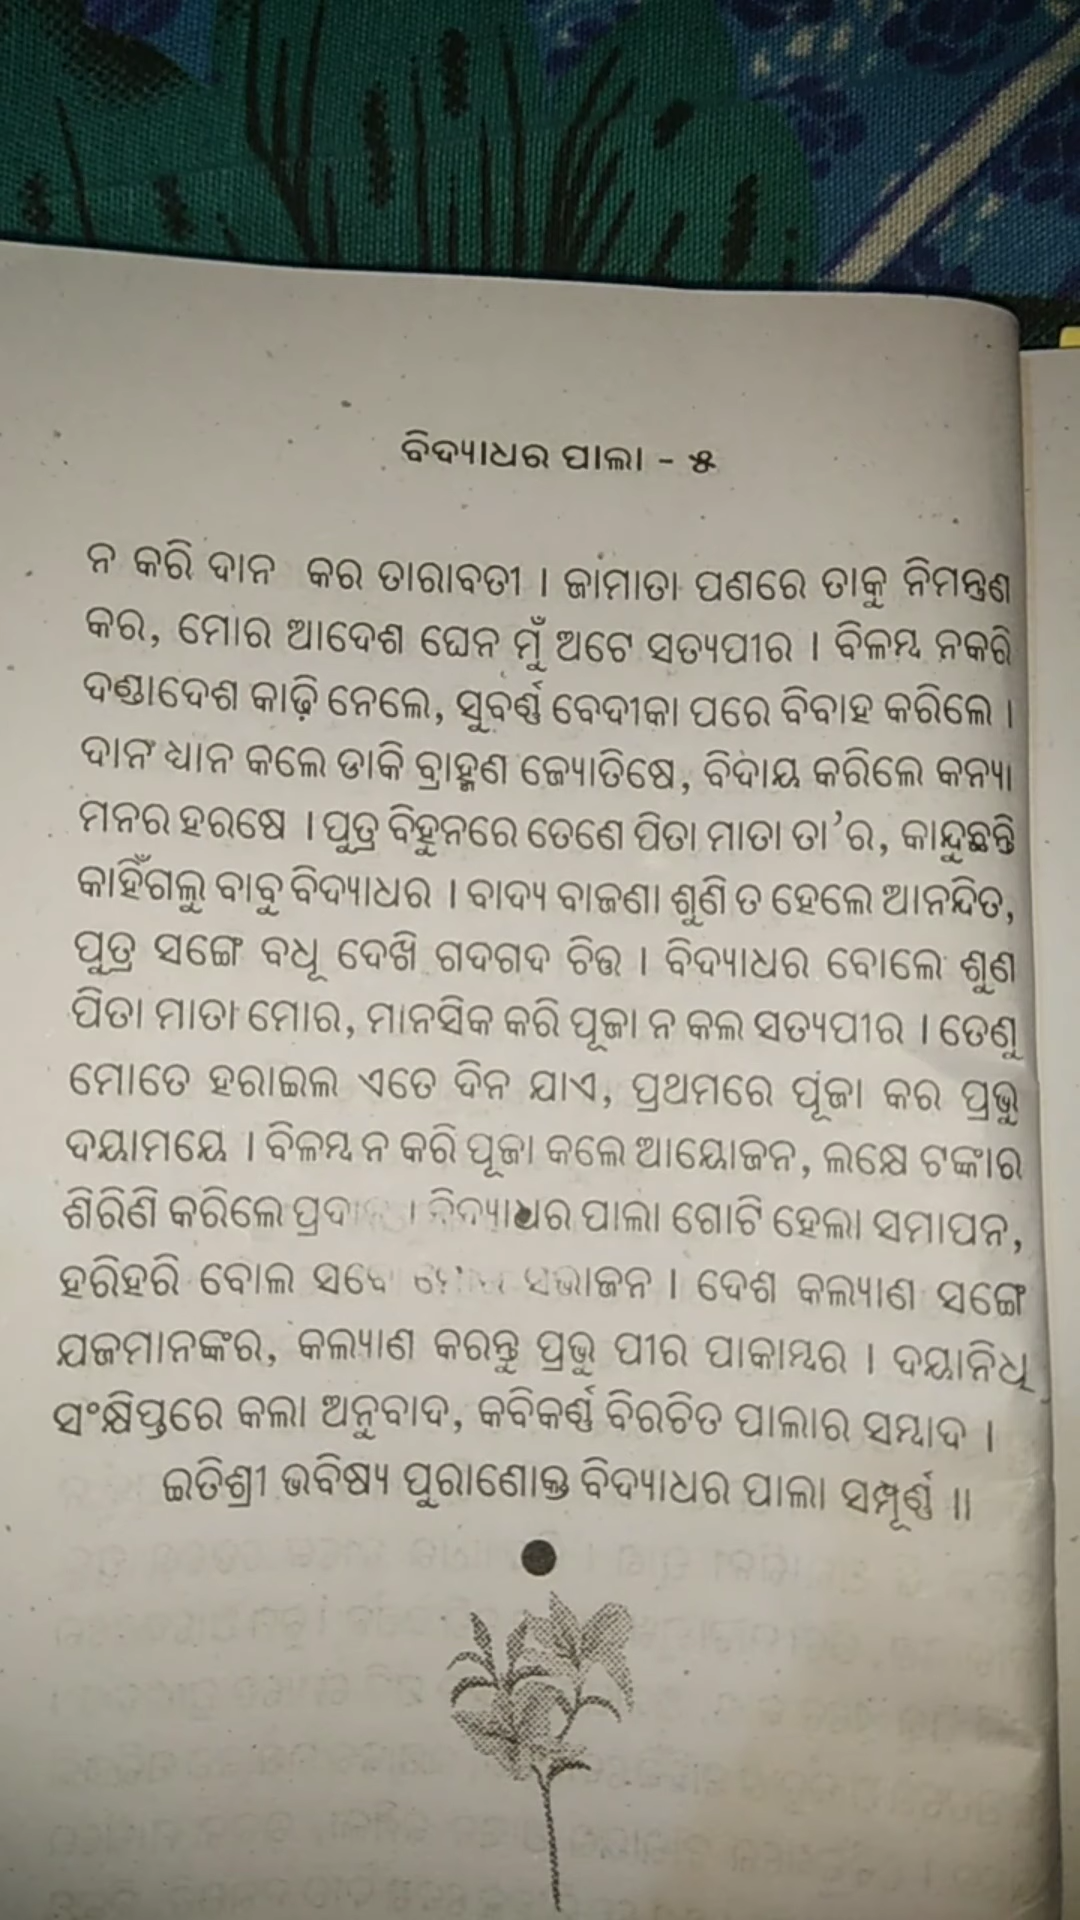 ବିଦ୍ୟାଧର ପାଲା - ୫
ନ କରି ଦାନ କର ତାରାବତୀ । ଜାମାତା ପଣରେ ତାକୁ ନିମନ୍ତ୍ରଣ
କର, ମୋର ଆଦେଶ ଘେନ ମୁଁ ଅଟେ ସତ୍ୟପୀର । ବିଳମ୍ବ ନକରି
ଦଣ୍ଡାଦେଶ କାଢ଼ି ନେଲେ, ସୁବର୍ଣ୍ଣ ବେଦୀକା ପରେ ବିବାହ କରିଲେ ।
ଦାନ ଧ୍ୟାନ କଲେ ଡାକି ବ୍ରାହ୍ମଣ ଜ୍ୟୋତିଷେ, ବିଦାୟ କରିଲେ କନ୍ୟା
ମନର ହରଷେ । ପୁତ୍ର ବିହୁନରେ ତେଣେ ପିତା ମାତା ତା'ର, କାନ୍ଦୁଛନ୍ତି
କାହିଁଗଲୁ ବାବୁ ବିଦ୍ୟାଧର । ବାଦ୍ୟ ବାଜଣା ଶୁଣି ତ ହେଲେ ଆନନ୍ଦିତ,
ପୁତ୍ର ସଙ୍ଗେ ବଧୂ ଦେଖି ଗଦଗଦ ଚିତ୍ତ । ବିଦ୍ୟାଧର ବୋଲେ ଶୁଣ
ପିତା ମାତା ମୋର, ମାନସିକ କରି ପୂଜା ନ କଲ ସତ୍ୟପୀର । ତେଣୁ
ମୋତେ ହରାଇଲ ଏତେ ଦିନ ଯାଏ, ପ୍ରଥମରେ ପୂଜା କର ପ୍ରଭୁ
ଦୟାମୟେ । ବିଳମ୍ବ ନ କରି ପୂଜା କଲେ ଆୟୋଜନ, ଲକ୍ଷେ ଟଙ୍କାର
ଶିରିଣି କରିଲେ । ବିଦ୍ୟାଧର ପାଲା ଗୋଟି ହେଲା ସମାପନ,
ହରିହରି ବୋଲ ସବେ ସଭାଜନ । ଦେଶ କଲ୍ୟାଣ ସଙ୍ଗେ
ଯଜମାନଙ୍କର, କଲ୍ୟାଣ କରନ୍ତୁ ପ୍ରଭୁ ପୀର ପାକାମ୍ବର । ଦୟାନିଧି
ସଂକ୍ଷିପ୍ତରେ କଲା ଅନୁବାଦ, କବିକର୍ଣ୍ଣ ବିରଚିତ ପାଲାର ସମ୍ବାଦ ।
ଇତିଶ୍ରୀ ଭବିଷ୍ୟ ପୁରାଣୋକ୍ତ ବିଦ୍ୟାଧର ପାଲା ସମ୍ପୂର୍ଣ୍ଣ ॥